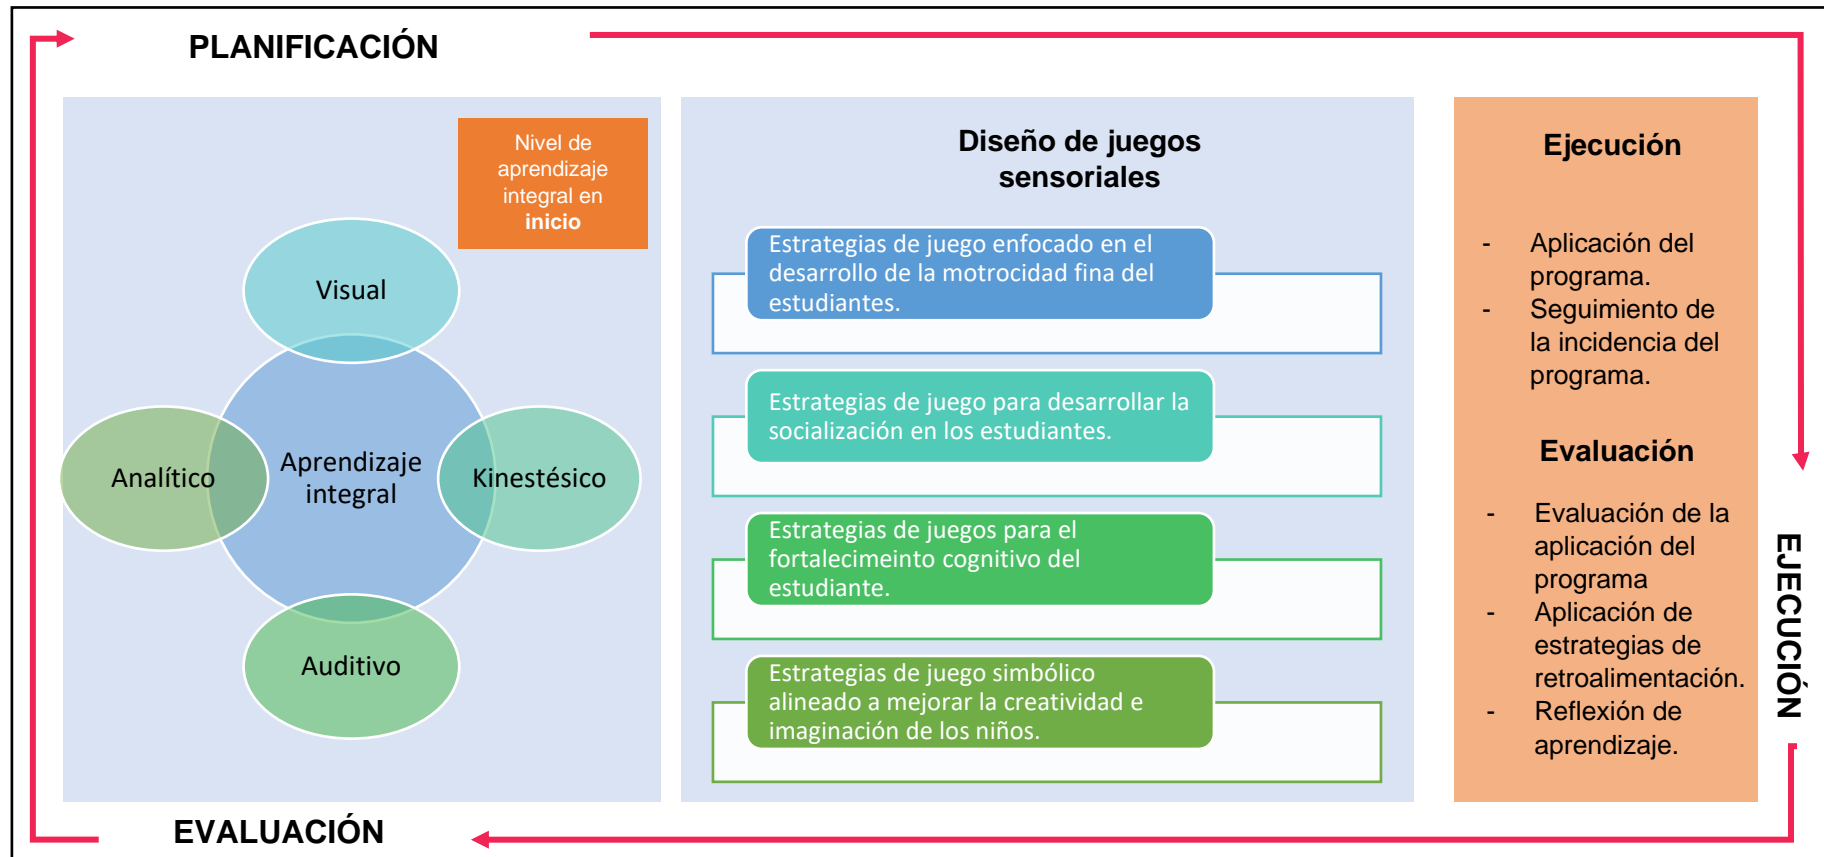 PLANIFICACIÓN
Nivel de
aprendizaje
integral en
inicio
Visual
Analítico
Aprendizaje
integral
Kinestésico
Auditivo
Diseño de juegos
sensoriales
Estrategias de juego enfocado en el
desarrollo de la motrocidad fina del
estudiantes.
Estrategias de juego para desarrollar la
socialización en los estudiantes.
Estrategias de juegos para el
fortalecimeinto cognitivo del
estudiante.
Estrategias de juego simbólico
alineado a mejorar la creatividad e
imaginación de los niños.
Ejecución
- Aplicación del
programa.
- Seguimiento de
la incidencia del
programa.
Evaluación
- Evaluación de la
aplicación del
programa
- Aplicación de
estrategias de
retroalimentación.
- Reflexión de
aprendizaje.
EJECUCIÓN
EVALUACIÓN